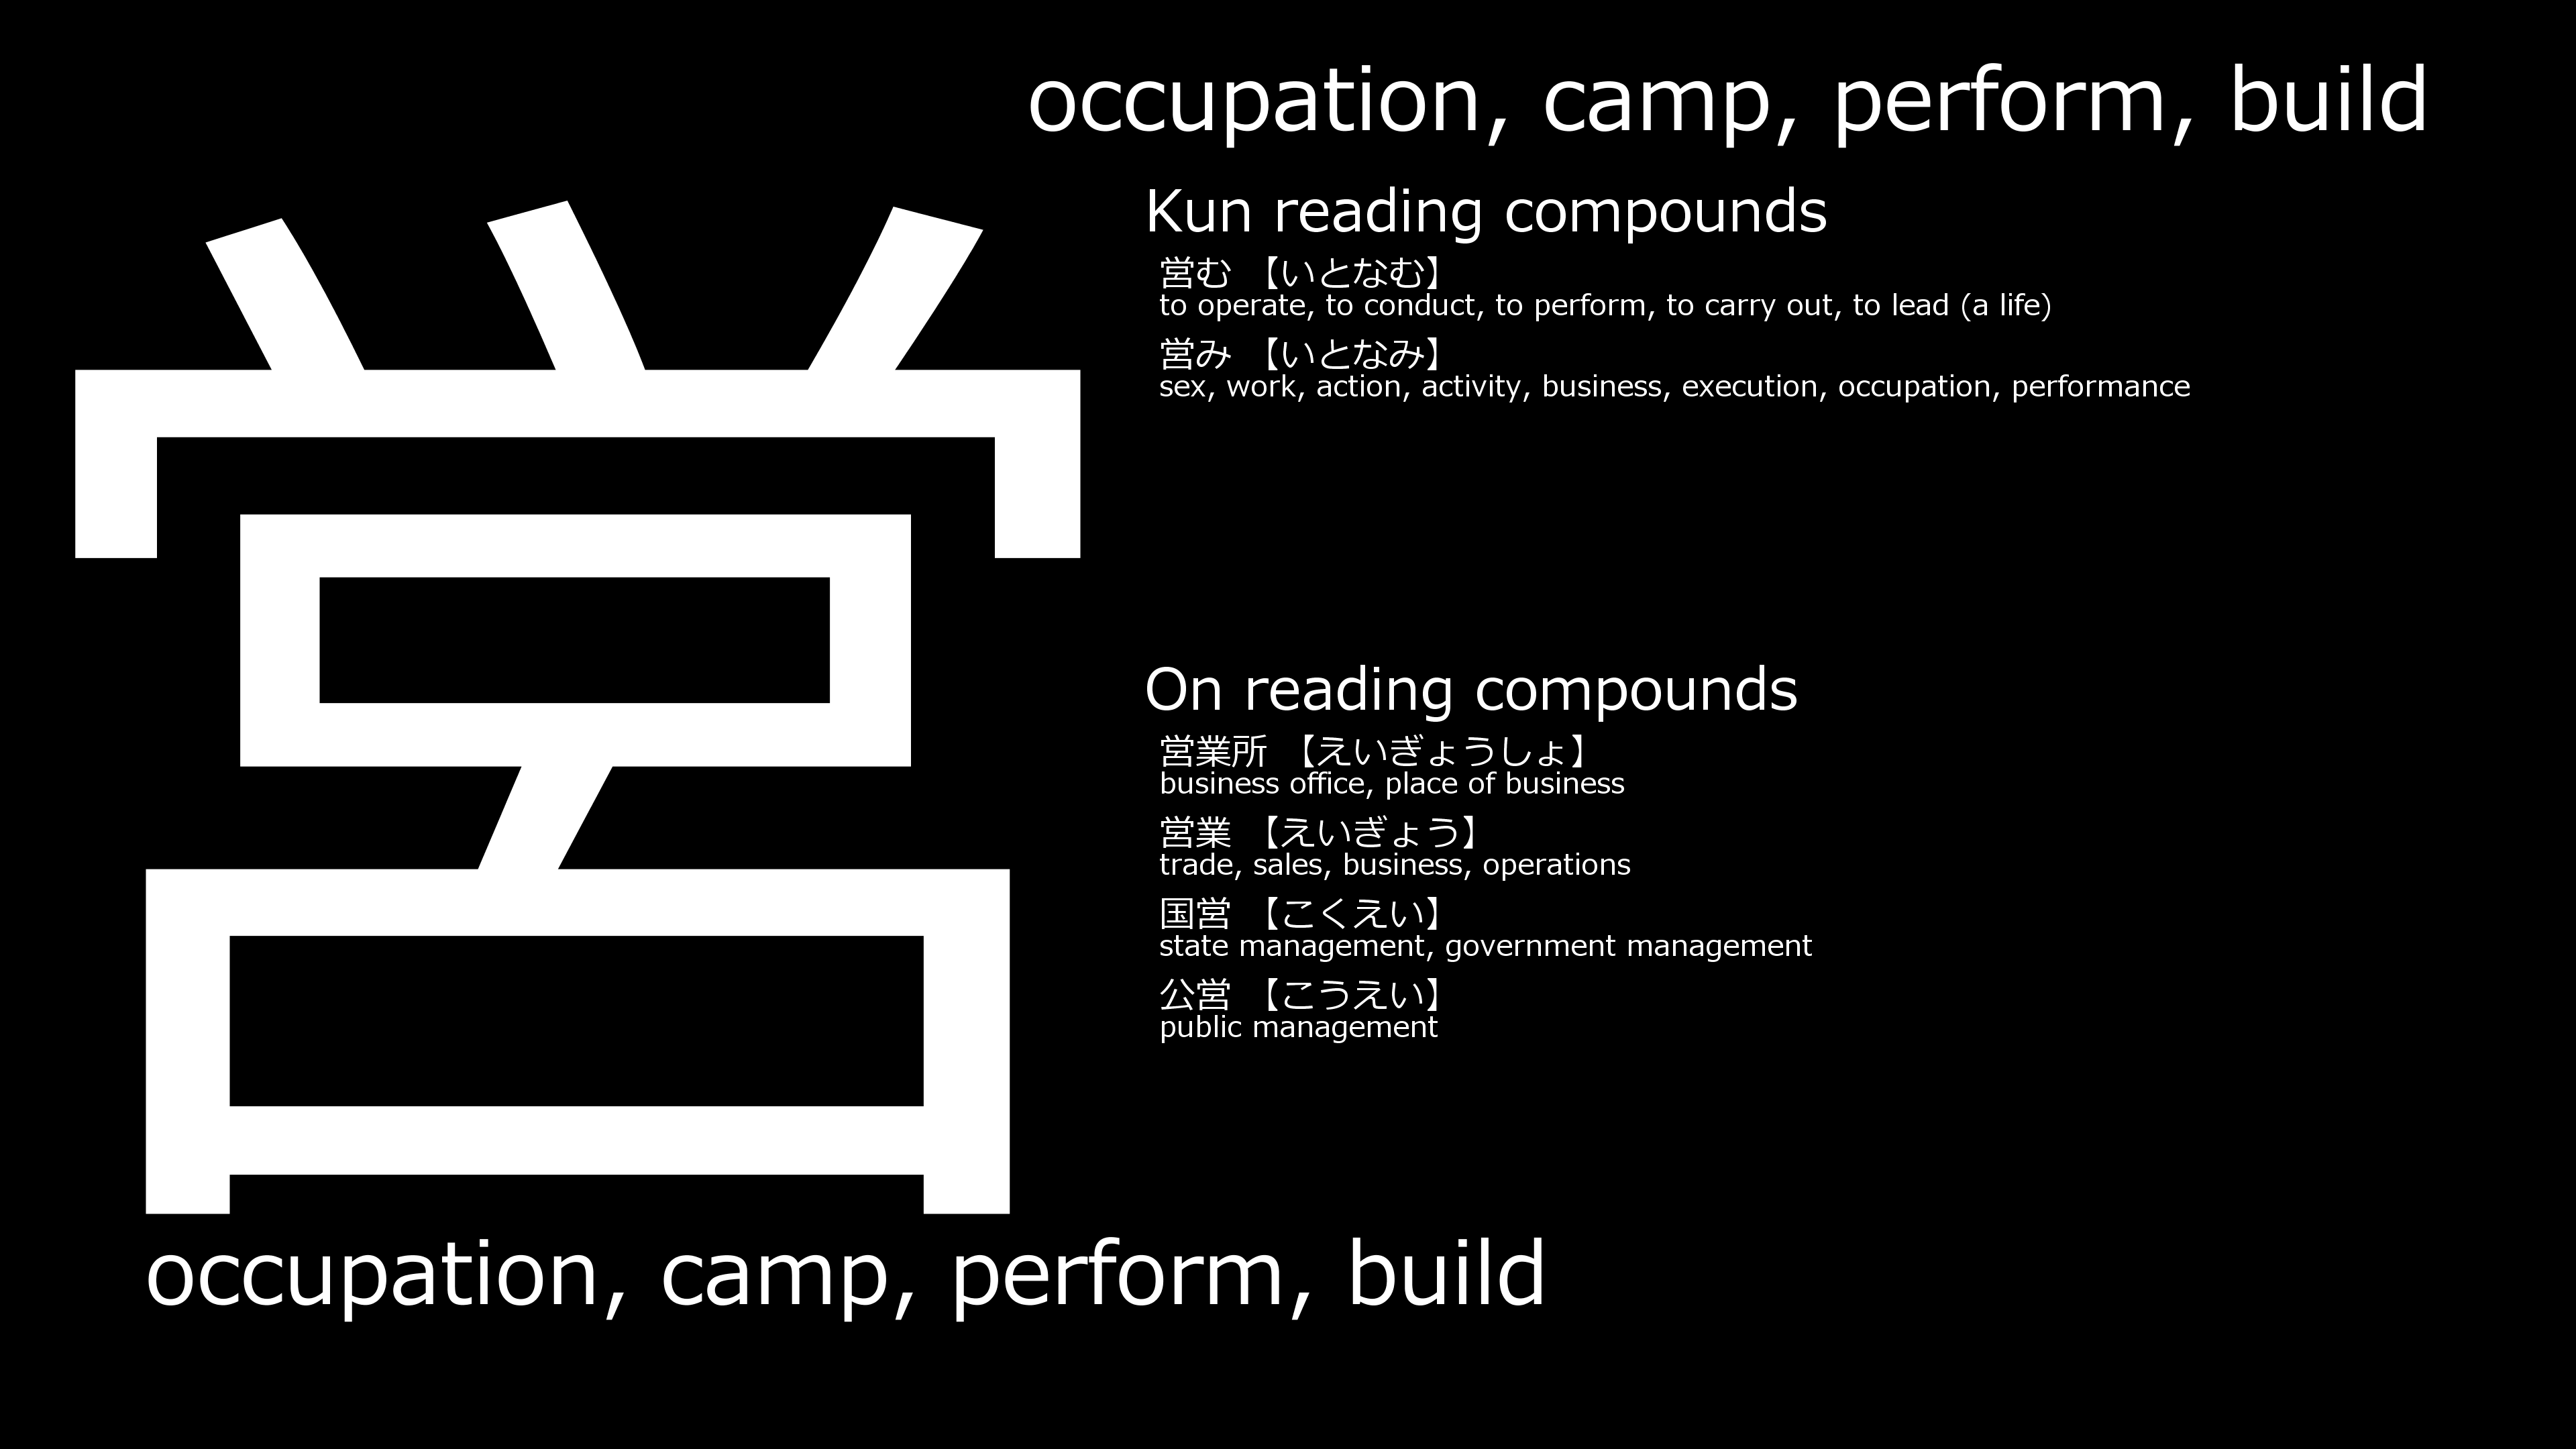 occupation, camp, perform, build
営
Kun reading compounds
営む 【いとなむ】
to operate, to conduct, to perform, to carry out, to lead (a life)
営み 【いとなみ】
sex, work, action, activity, business, execution, occupation, performance
On reading compounds
営業所 【えいぎょうしょ】
business office, place of business
営業 【えいぎょう】
trade, sales, business, operations
国営 【こくえい】
state management, government management
公営 【こうえい】
public management
occupation, camp, perform, build